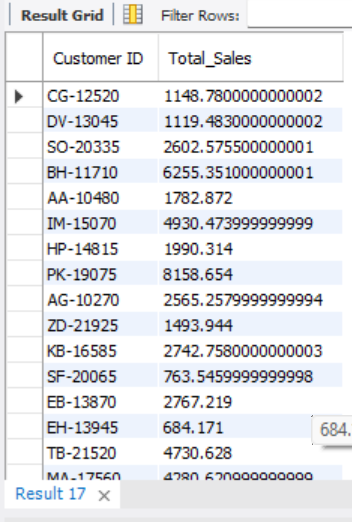 Result Grid Filter Rows:
Customer ID Total_Sales
CG-12520 1148.7800000000002
DV-13045 1119.4830000000002
SO-20335 2602.575500000001
BH-11710 6255.351000000001
AA-10480 1782.872
IM-15070 4930.473999999999
HP-14815 1990.314
PK-19075 8158.654
AG-10270 2565.2579999999994
ZD-21925 1493.944
KB-16585 2742.7580000000003
SF-20065 763.5459999999998
EB-13870 2767.219
EH-13945 684.171 684.
TB-21520 4730.628
MA-17560 4280.620999999999
Result 17 ×